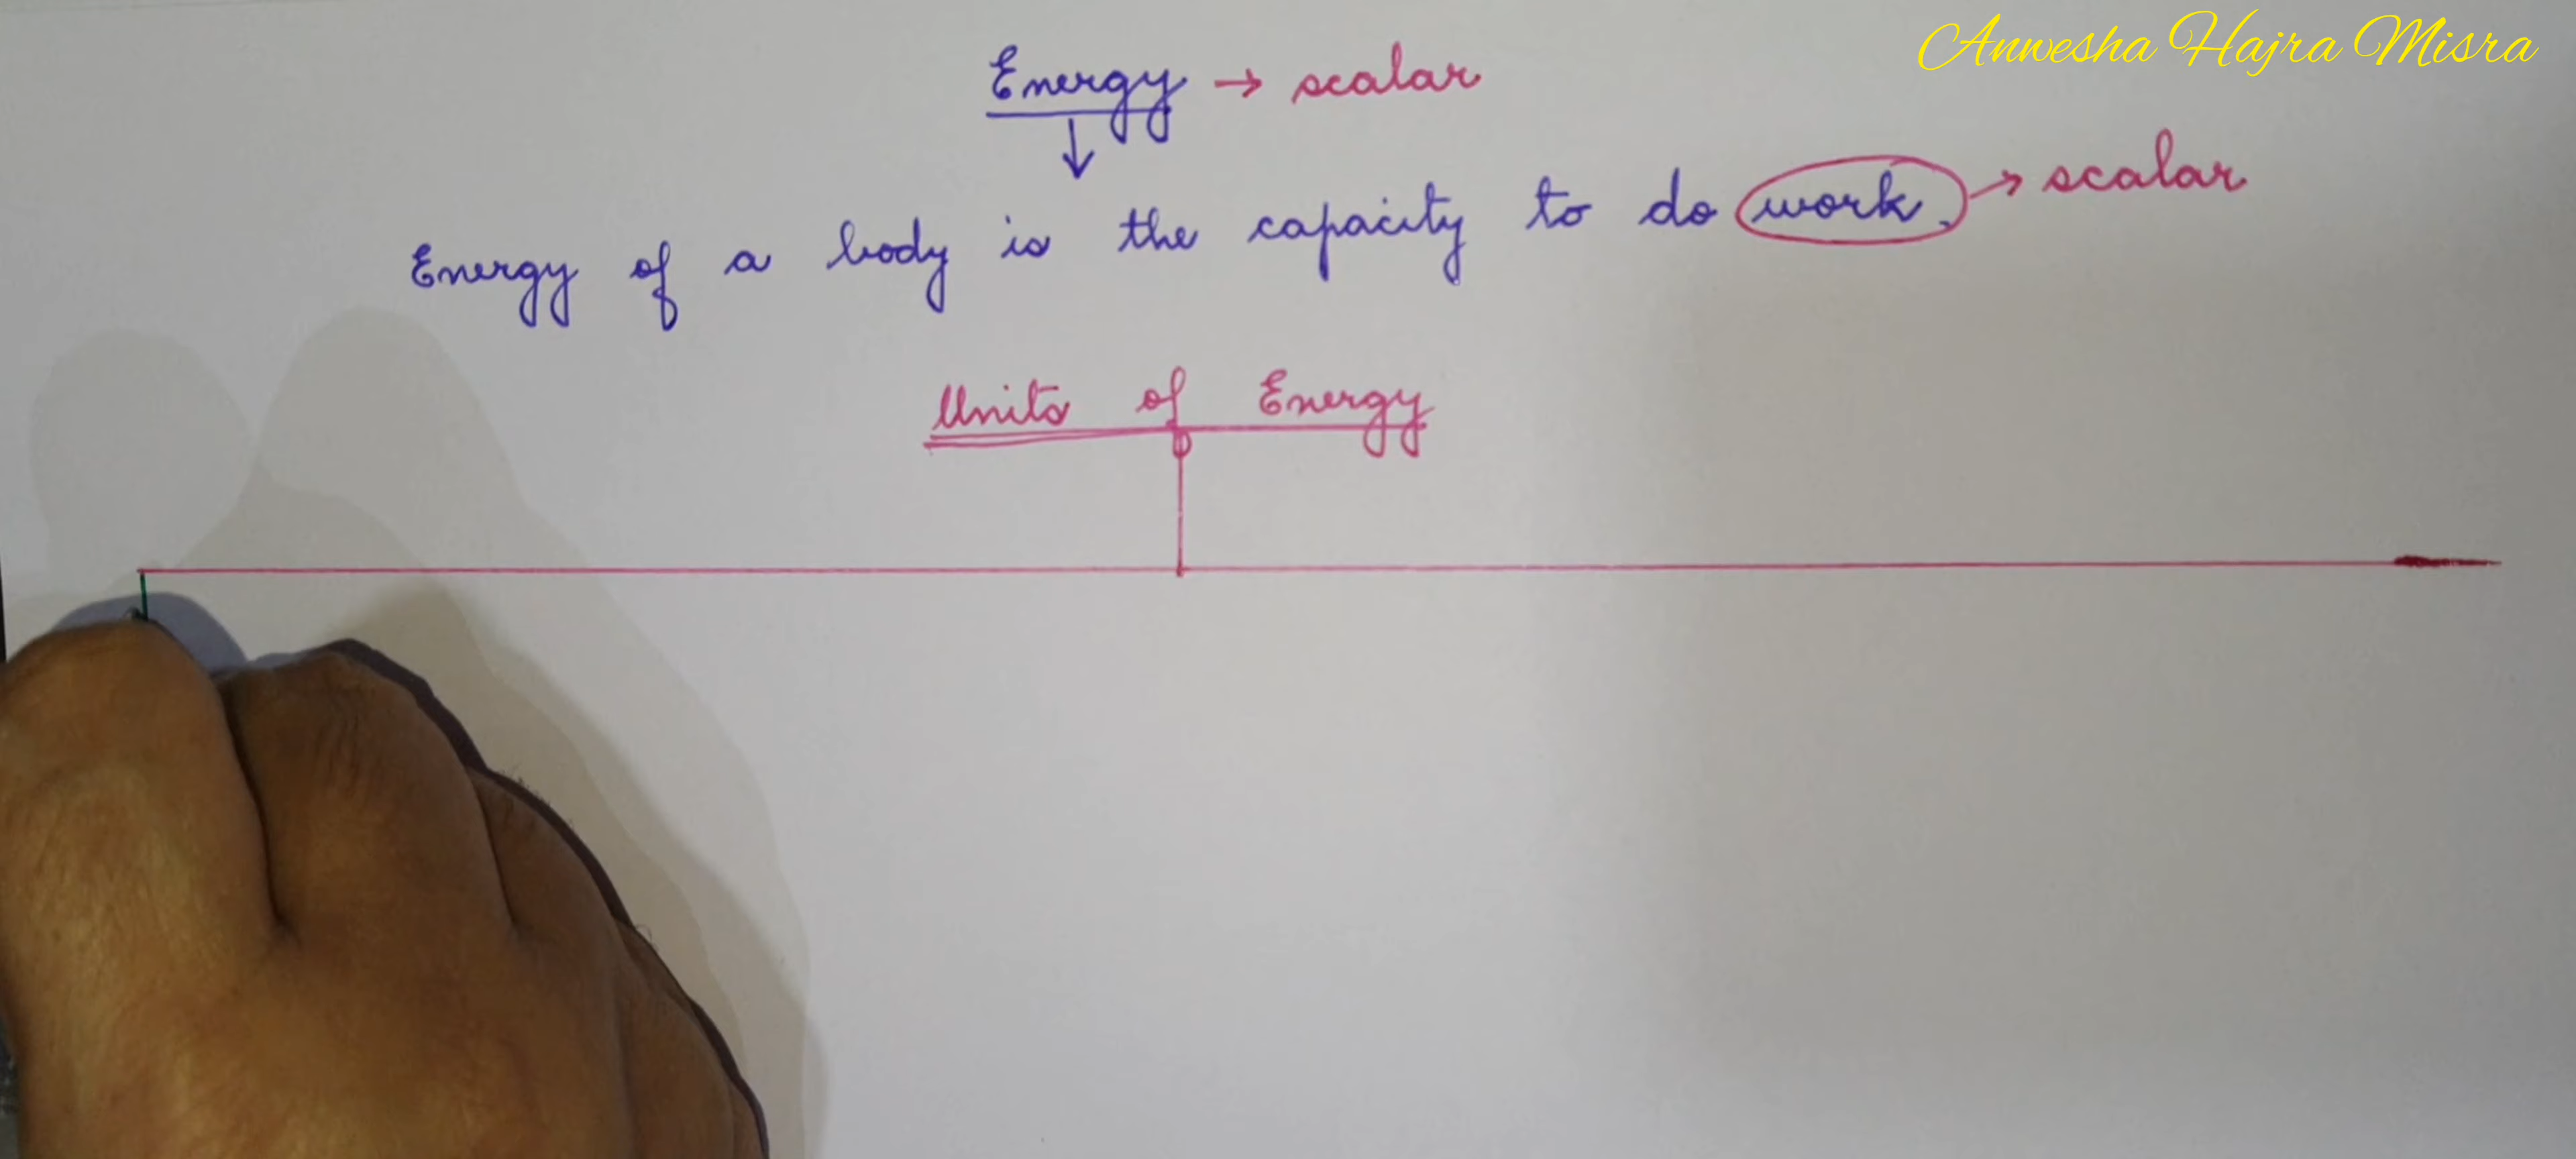 Anwesha Hajra Misra
Energy → scalar
Energy of a body is the capacity to do work. → scalar
Units of Energy